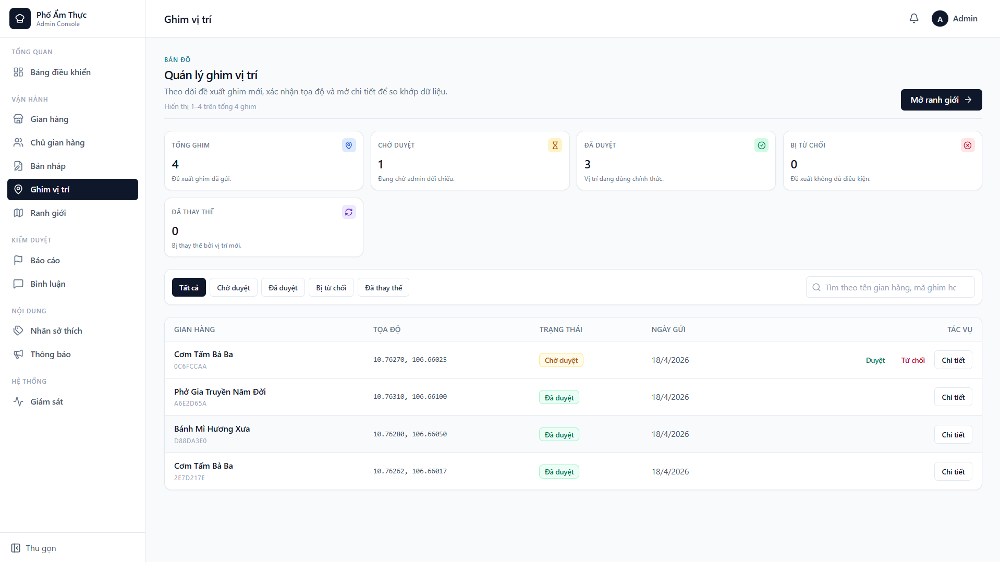 Phố Ẩm Thực
Admin Console
TỔNG QUAN
Bảng điều khiển
VẬN HÀNH
Gian hàng
Chủ gian hàng
Bản nháp
Ghim vị trí
Ranh giới
KIỂM DUYỆT
Báo cáo
Bình luận
NỘI DUNG
Nhãn sở thích
Thông báo
HỆ THỐNG
Giám sát
Thu gọn
Ghim vị trí
A Admin
BẢN ĐỒ
Quản lý ghim vị trí
Theo dõi đề xuất ghim mới, xác nhận tọa độ và mở chi tiết để so khớp dữ liệu.
Hiển thị 1–4 trên tổng 4 ghim
Mở ranh giới
TỔNG GHIM
4
Đề xuất ghim đã gửi.
CHỜ DUYỆT
1
Đang chờ admin đối chiếu.
ĐÃ DUYỆT
3
Vị trí đang dùng chính thức.
BỊ TỪ CHỐI
0
Đề xuất không đủ điều kiện.
ĐÃ THAY THẾ
0
Bị thay thế bởi vị trí mới.
Tất cả Chờ duyệt Đã duyệt Bị từ chối Đã thay thế
Tìm theo tên gian hàng, mã ghim hc
GIAN HÀNG TỌA ĐỘ TRẠNG THÁI NGÀY GỬI TÁC VỤ
Cơm Tấm Bà Ba
0C6FCCAA
10.76270, 106.66025 Chờ duyệt 18/4/2026 Duyệt Từ chối Chi tiết
Phở Gia Truyền Năm Đời
A6E2D65A
10.76310, 106.66100 Đã duyệt 18/4/2026 Chi tiết
Bánh Mì Hương Xưa
D88DA3E0
10.76280, 106.66050 Đã duyệt 18/4/2026 Chi tiết
Cơm Tấm Bà Ba
2E7D217E
10.76262, 106.66017 Đã duyệt 18/4/2026 Chi tiết